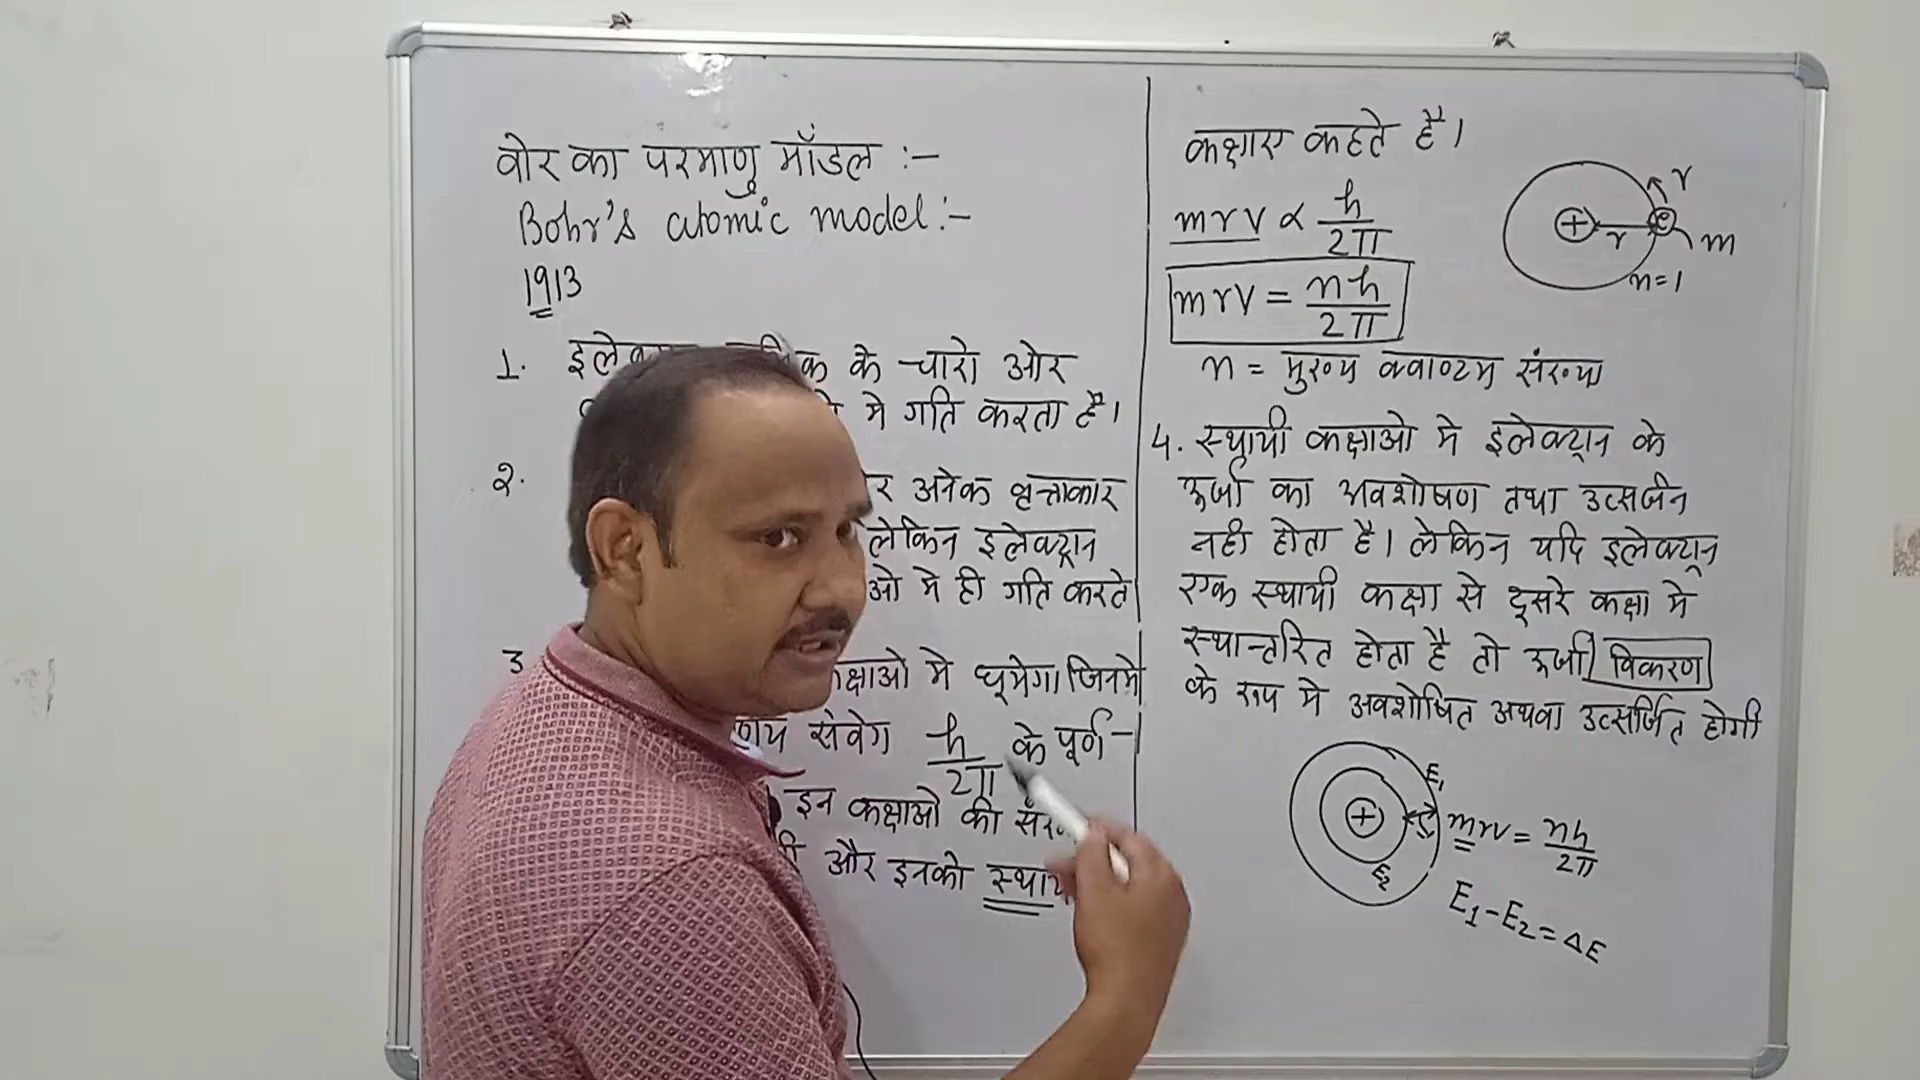 वोर का परमाणु मॉडल :-
Bohr's atomic model :-
1913
1. के चारो ओर
मे गति करता है।
2. अनेक वृत्ताकार
लेकिन इलेक्ट्रान
ओ मे ही गति करते
3 कक्षाओ मे घूमेगा जिनमे
संवेग h/2π के पूर्ण-
इन कक्षाओ की
और इनको
कक्षाए कहते है।
mrv ∝ h/2π
mrv = nh/2π
n = मुख्य क्वाण्टम संख्या
v
+ r e m
n=1
4. स्थायी कक्षाओ मे इलेक्ट्रान के
ऊर्जा का अवशोषण तथा उत्सर्जन
नही होता है। लेकिन यदि इलेक्ट्रान
एक स्थायी कक्षा से दूसरे कक्षा मे
स्थान्तरित होता है तो ऊर्जा विकरण
के रूप मे अवशोषित अथवा उत्सर्जित होगी
E1
+ mrv = nh/2π
E2
E1-E2=ΔE